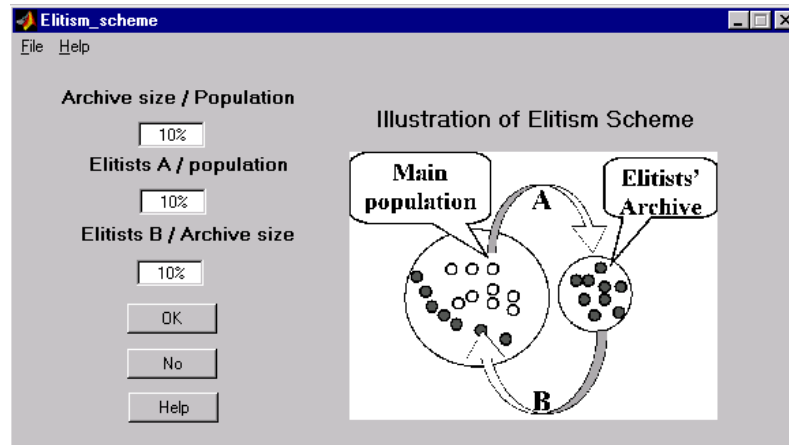 Elitism_scheme
File Help
Archive size / Population
10%
Elitists A / population
10%
Elitists B / Archive size
10%
OK
No
Help
Illustration of Elitism Scheme
Main
population
A
Elitists'
Archive
B